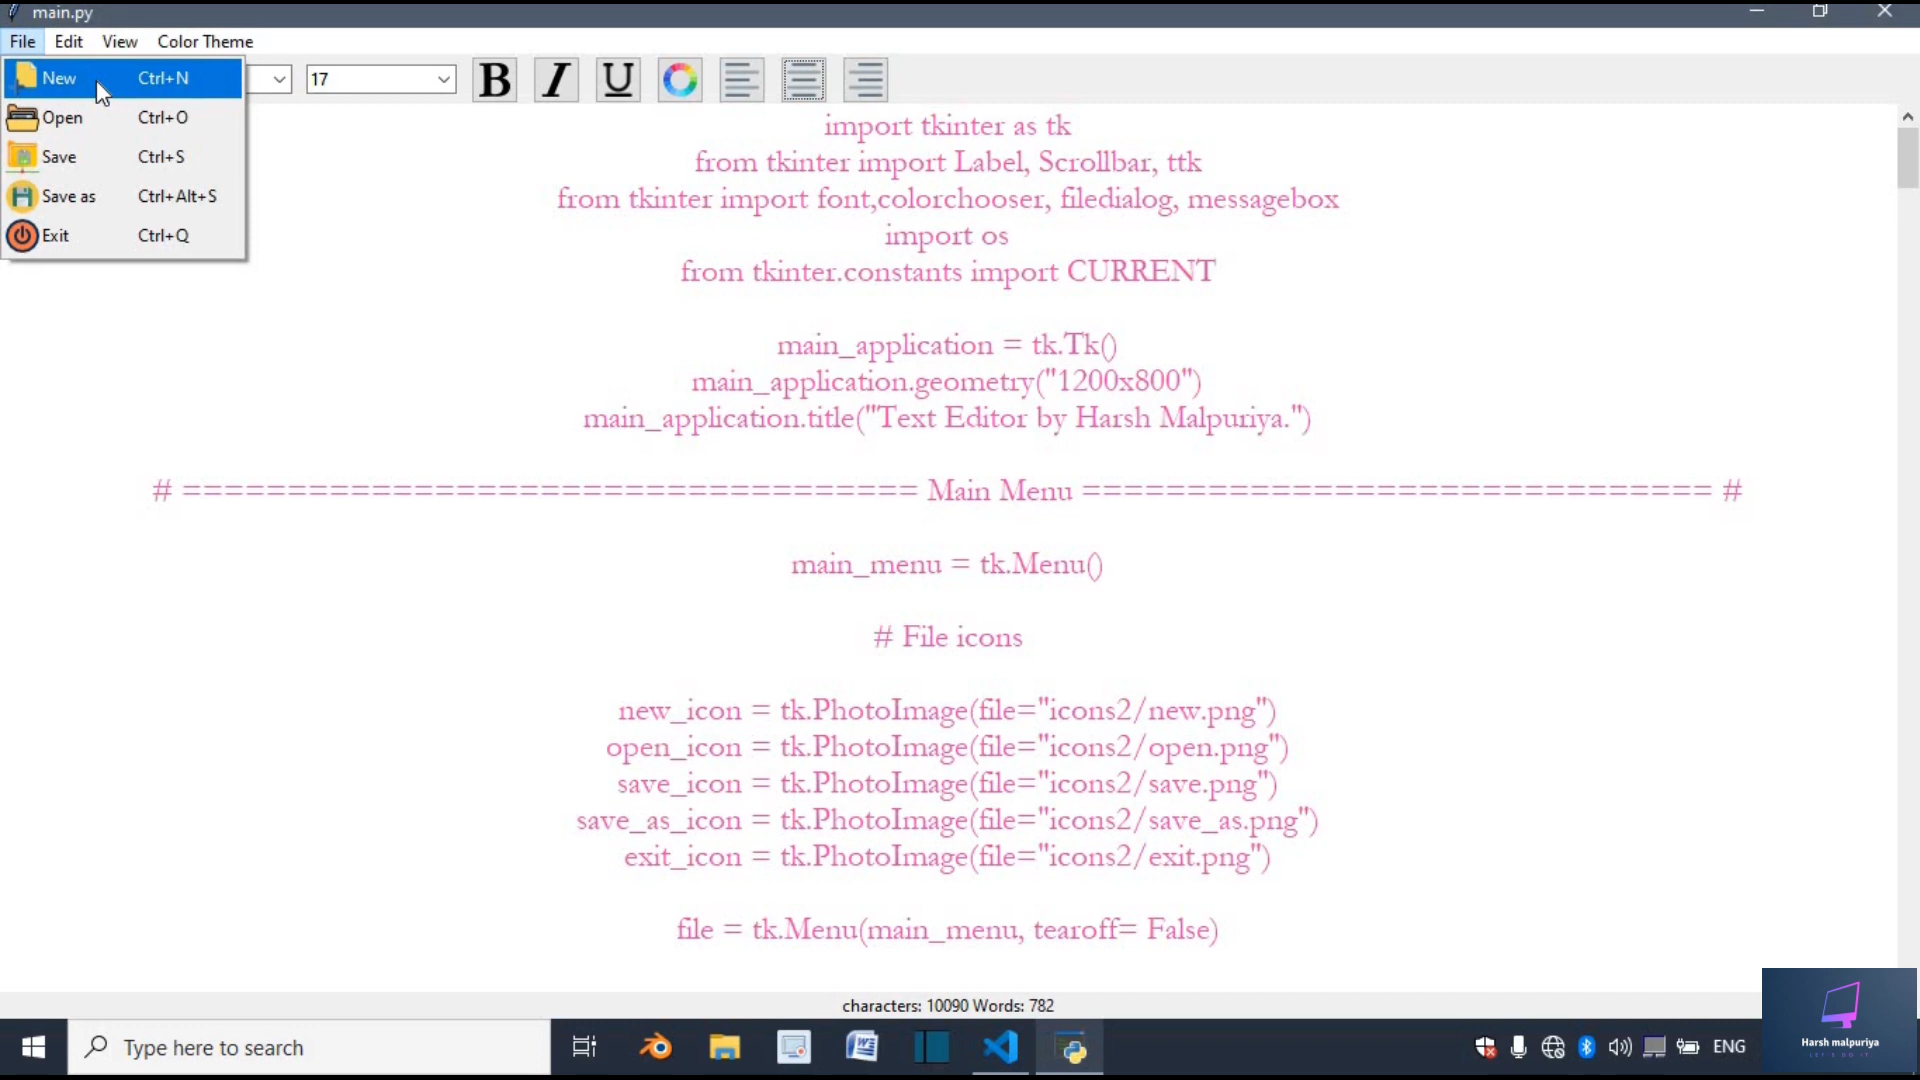 main.py
File Edit View Color Theme
New Ctrl+N
Open Ctrl+O
Save Ctrl+S
Save as Ctrl+Alt+S
Exit Ctrl+Q
17
B I U
import tkinter as tk
from tkinter import Label, Scrollbar, ttk
from tkinter import font,colorchooser, filedialog, messagebox
import os
from tkinter.constants import CURRENT
main_application = tk.Tk()
main_application.geometry("1200x800")
main_application.title("Text Editor by Harsh Malpuriya.")
# =================================== Main Menu ============================== #
main_menu = tk.Menu()
# File icons
new_icon = tk.PhotoImage(file="icons2/new.png")
open_icon = tk.PhotoImage(file="icons2/open.png")
save_icon = tk.PhotoImage(file="icons2/save.png")
save_as_icon = tk.PhotoImage(file="icons2/save_as.png")
exit_icon = tk.PhotoImage(file="icons2/exit.png")
file = tk.Menu(main_menu, tearoff= False)
characters: 10090 Words: 782
Type here to search
ENG
Harsh malpuriya
LET'S DO IT